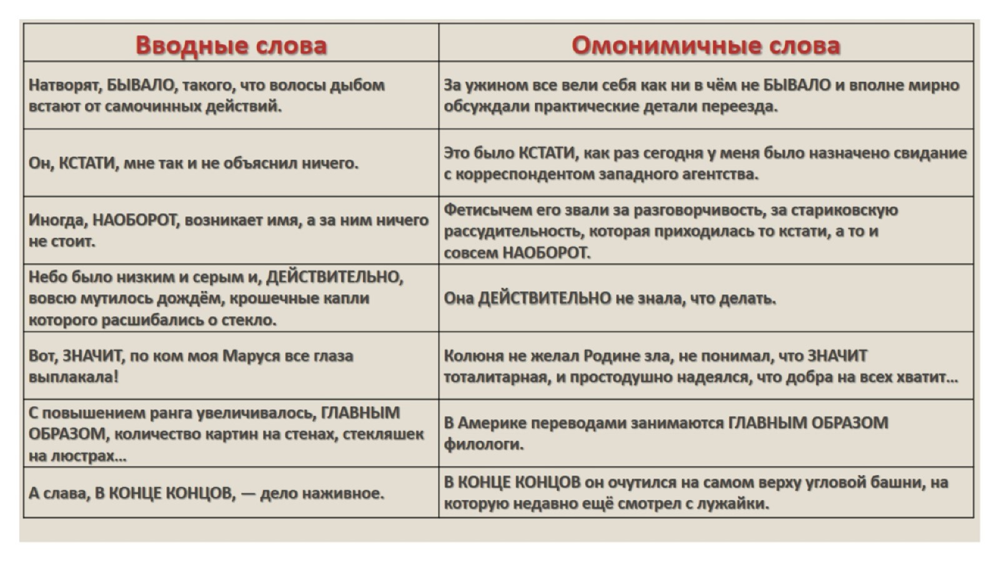 Вводные слова
Омонимичные слова
Натворят, БЫВАЛО, такого, что волосы дыбом
встают от самочинных действий.
За ужином все вели себя как ни в чём не БЫВАЛО и вполне мирно
обсуждали практические детали переезда.
Он, КСТАТИ, мне так и не объяснил ничего.
Это было КСТАТИ, как раз сегодня у меня было назначено свидание
с корреспондентом западного агентства.
Иногда, НАОБОРОТ, возникает имя, а за ним ничего
не стоит.
Фетисычем его звали за разговорчивость, за стариковскую
рассудительность, которая приходилась то кстати, а то и
совсем НАОБОРОТ.
Небо было низким и серым и, ДЕЙСТВИТЕЛЬНО,
вовсю мутилось дождём, крошечные капли
которого расшибались о стекло.
Она ДЕЙСТВИТЕЛЬНО не знала, что делать.
Вот, ЗНАЧИТ, по ком моя Маруся все глаза
выплакала!
Колюня не желал Родине зла, не понимал, что ЗНАЧИТ
тоталитарная, и простодушно надеялся, что добра на всех хватит…
С повышением ранга увеличивалось, ГЛАВНЫМ
ОБРАЗОМ, количество картин на стенах, стекляшек
на люстрах…
В Америке переводами занимаются ГЛАВНЫМ ОБРАЗОМ
филологи.
А слава, В КОНЦЕ КОНЦОВ, — дело наживное.
В КОНЦЕ КОНЦОВ он очутился на самом верху угловой башни, на
которую недавно ещё смотрел с лужайки.